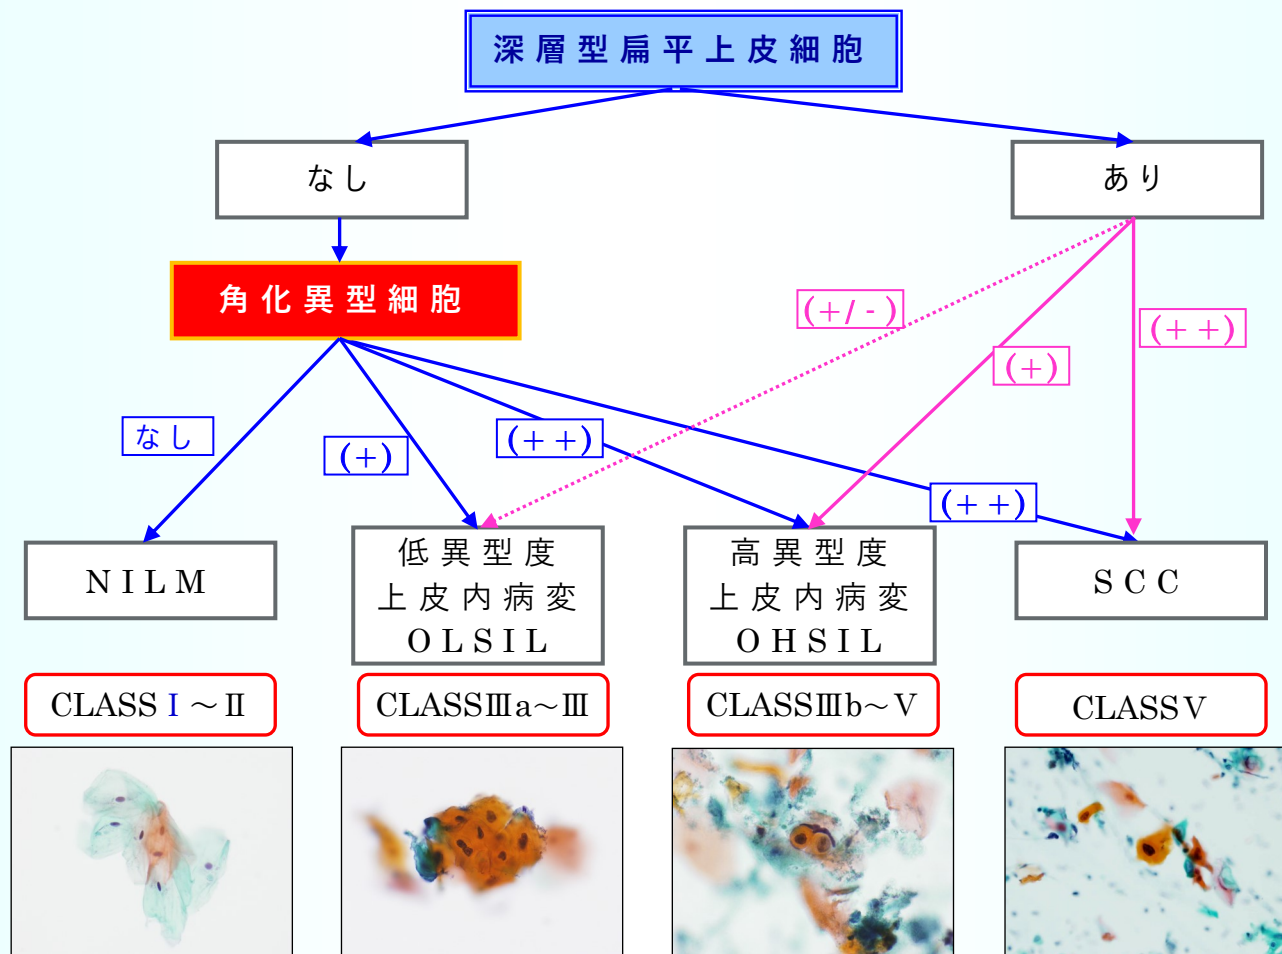 深層型扁平上皮細胞
なし
あり
角化異型細胞
(+/-)
(++)
(+)
なし
(+)
(++)
(++)
NILM
低異型度
上皮内病変
OLSIL
高異型度
上皮内病変
OHSIL
SCC
CLASS Ⅰ～Ⅱ
CLASSⅢa～Ⅲ
CLASSⅢb～Ⅴ
CLASSⅤ